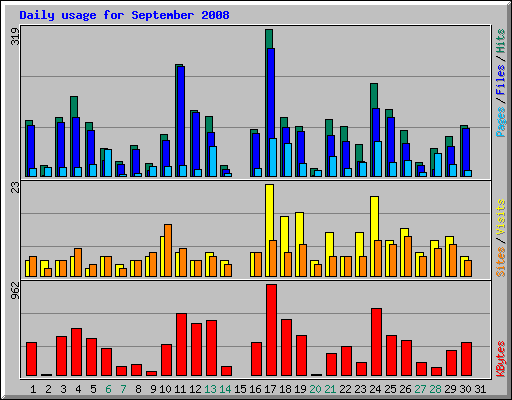 Daily usage for September 2008
319
Pages / Files / Hits
23
Sites / Visits
962
KBytes
1 2 3 4 5 6 7 8 9 10 11 12 13 14 15 16 17 18 19 20 21 22 23 24 25 26 27 28 29 30 31